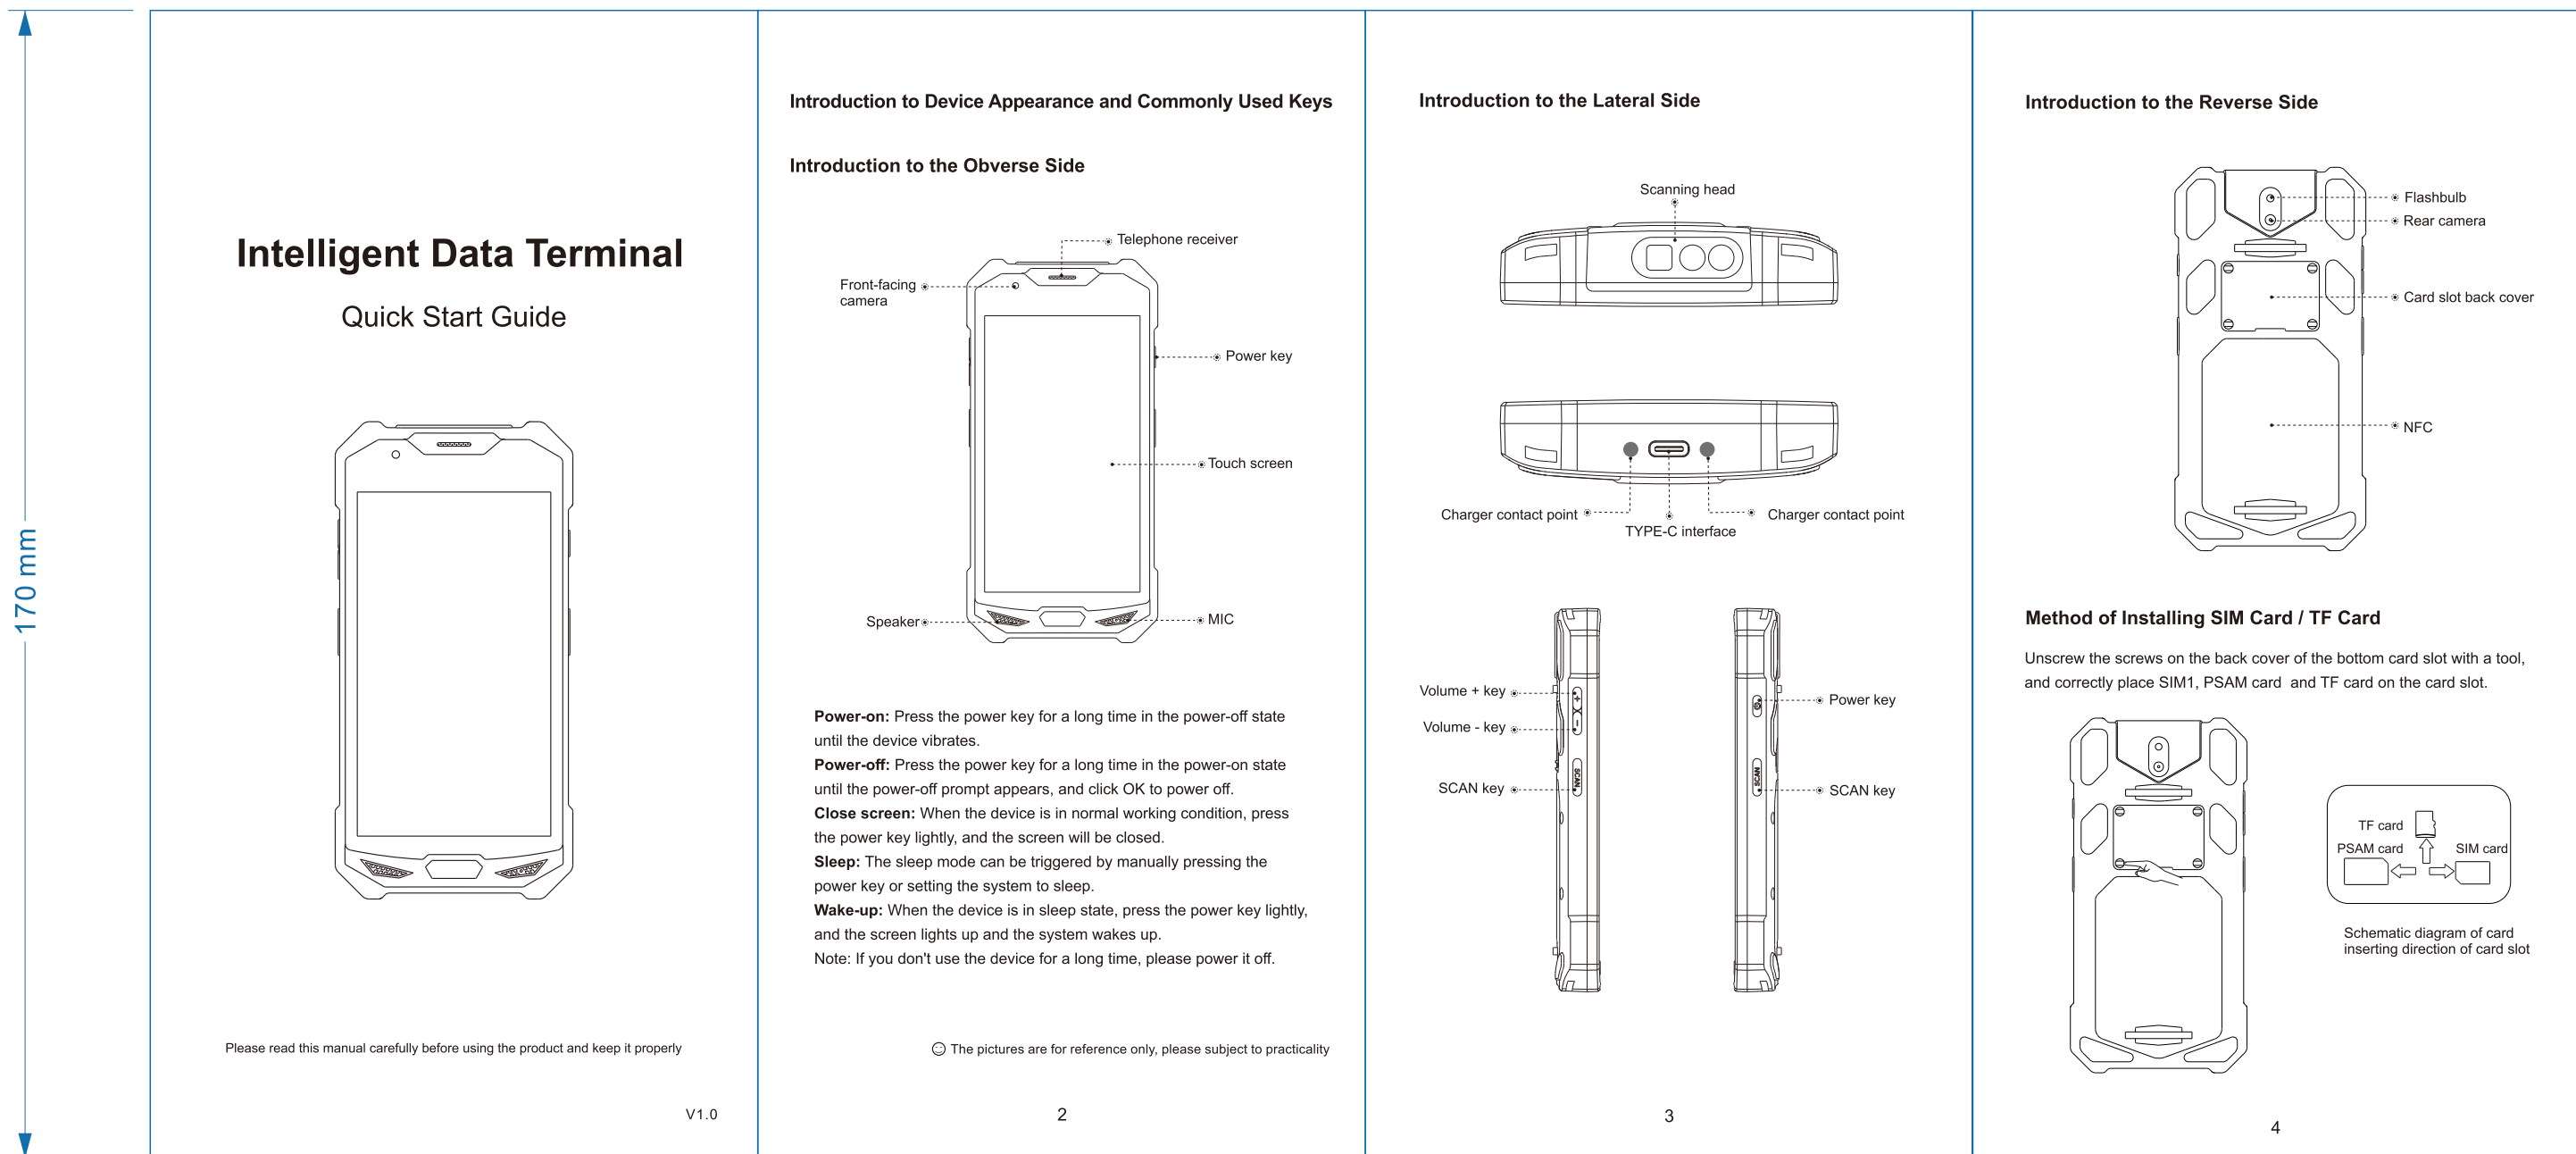 170 mm
Intelligent Data Terminal
Quick Start Guide
Please read this manual carefully before using the product and keep it properly
V1.0
Introduction to Device Appearance and Commonly Used Keys
Introduction to the Obverse Side
Telephone receiver
Front-facing
camera
Power key
Touch screen
Speaker
MIC
Power-on: Press the power key for a long time in the power-off state
until the device vibrates.
Power-off: Press the power key for a long time in the power-on state
until the power-off prompt appears, and click OK to power off.
Close screen: When the device is in normal working condition, press
the power key lightly, and the screen will be closed.
Sleep: The sleep mode can be triggered by manually pressing the
power key or setting the system to sleep.
Wake-up: When the device is in sleep state, press the power key lightly,
and the screen lights up and the system wakes up.
Note: If you don't use the device for a long time, please power it off.
The pictures are for reference only, please subject to practicality
2
Introduction to the Lateral Side
Scanning head
Charger contact point
TYPE-C interface
Charger contact point
Volume + key
Volume - key
SCAN key
+
−
SCAN
SCAN
Power key
SCAN key
3
Introduction to the Reverse Side
Flashbulb
Rear camera
Card slot back cover
NFC
Method of Installing SIM Card / TF Card
Unscrew the screws on the back cover of the bottom card slot with a tool,
and correctly place SIM1, PSAM card and TF card on the card slot.
TF card
PSAM card
SIM card
Schematic diagram of card
inserting direction of card slot
4